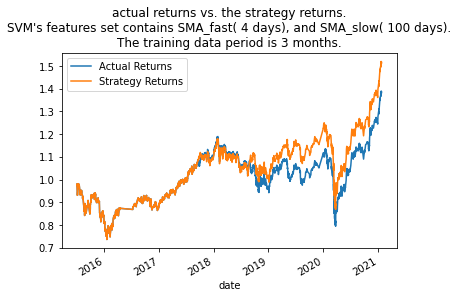 actual returns vs. the strategy returns.
SVM's features set contains SMA_fast( 4 days), and SMA_slow( 100 days).
The training data period is 3 months.
Actual Returns
Strategy Returns
1.5
1.4
1.3
1.2
1.1
1.0
0.9
0.8
0.7
2016
2017
2018
2019
2020
2021
date